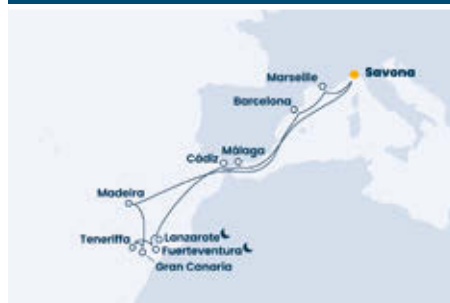 Marseille
Savona
Barcelona
Cádiz
Málaga
Madeira
Teneriffa
Lanzarote
Fuerteventura
Gran Canaria